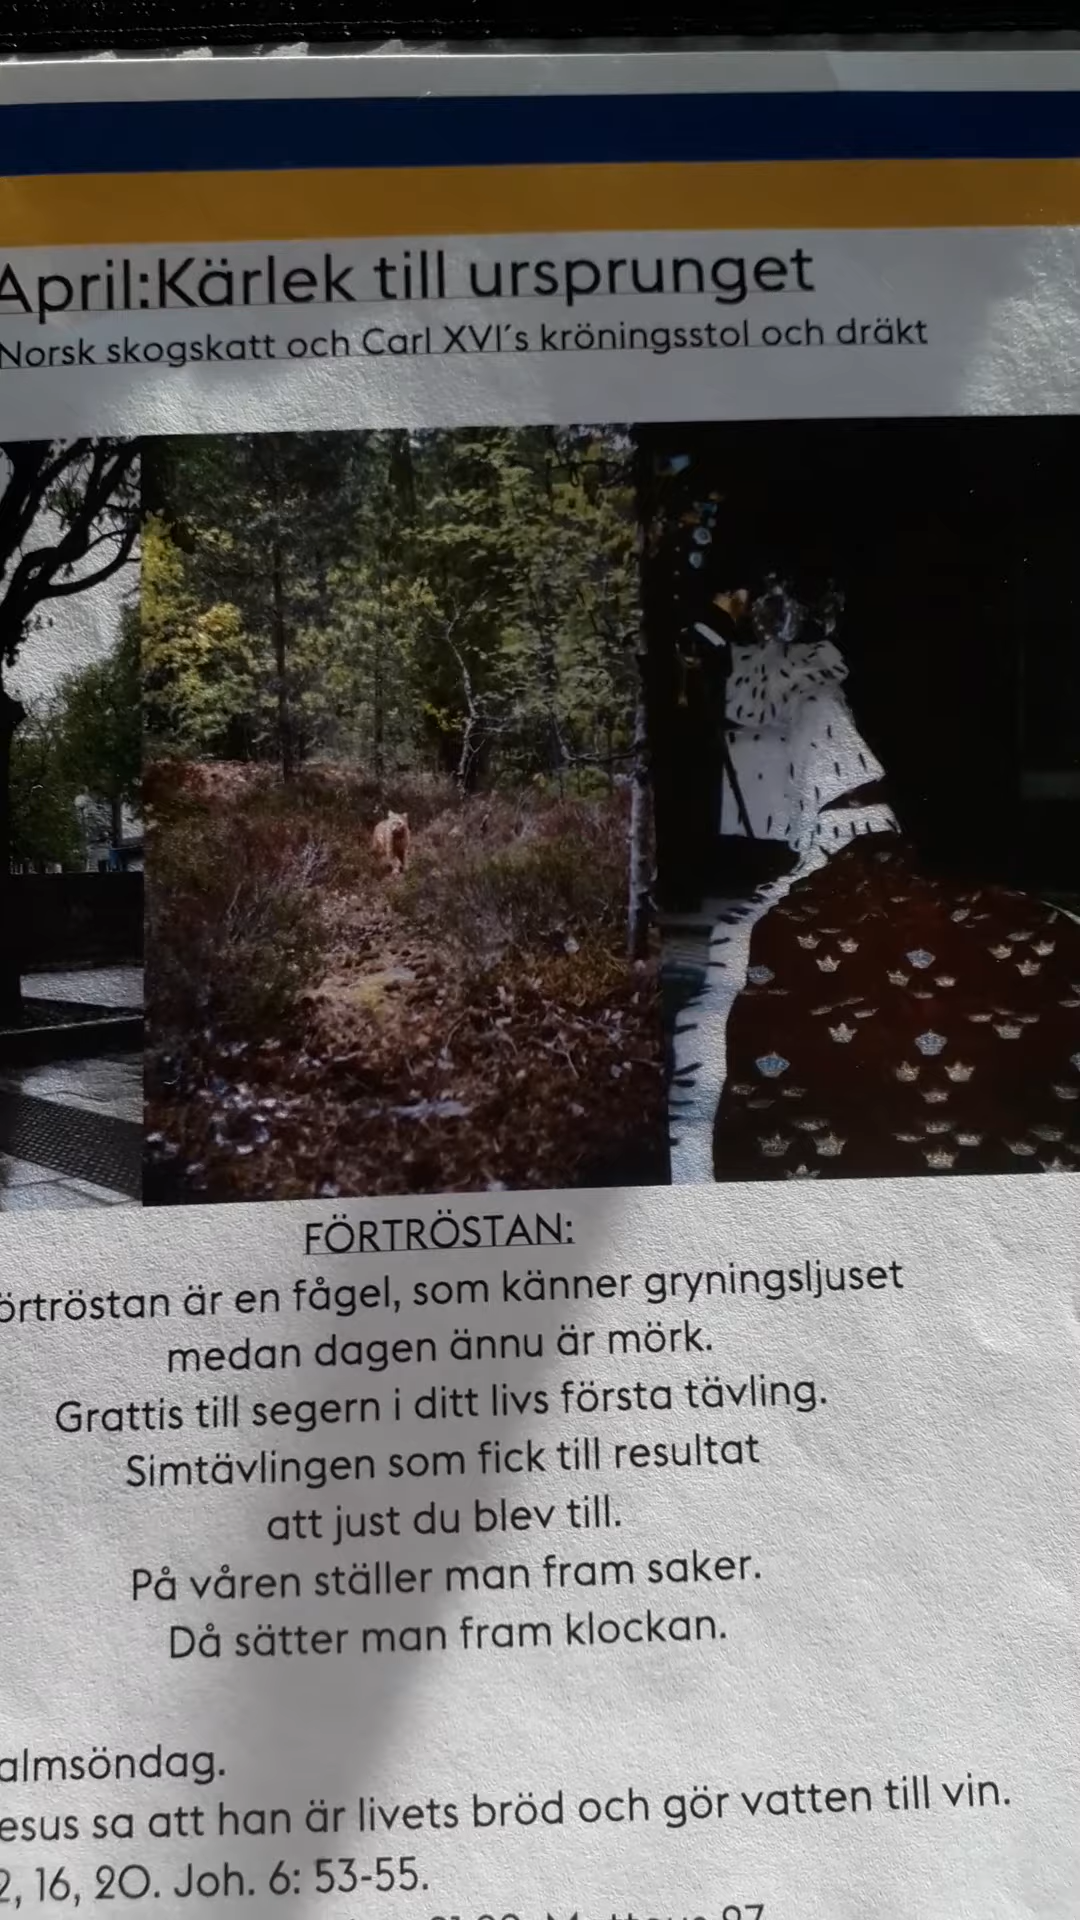 April:Kärlek till ursprunget
Norsk skogskatt och Carl XVI´s kröningsstol och dräkt
FÖRTRÖSTAN:
örtröstan är en fågel, som känner gryningsljuset
medan dagen ännu är mörk.
Grattis till segern i ditt livs första tävling.
Simtävlingen som fick till resultat
att just du blev till.
På våren ställer man fram saker.
Då sätter man fram klockan.
almsöndag.
esus sa att han är livets bröd och gör vatten till vin.
2, 16, 20. Joh. 6: 53-55.